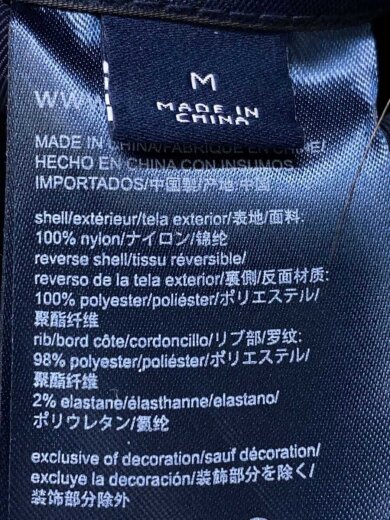 M
MADE IN
CHINA
www
MADE IN CHINA/FABRIQUÉ EN CHINE/
HECHO EN CHINA CON INSUMOS
IMPORTADOS/中国製/产地:中国
shell/extérieur/tela exterior/表地/面料:
100% nylon/ナイロン/锦纶
reverse shell/tissu réversible/
reverso de la tela exterior/裏側/反面材质:
100% polyester/poliéster/ポリエステル/
聚酯纤维
rib/bord côte/cordoncillo/リブ部/罗纹:
98% polyester/poliéster/ポリエステル/
聚酯纤维
2% elastane/élasthanne/elastano/
ポリウレタン/氨纶
exclusive of decoration/sauf décoration/
excluye la decoración/装飾部分を除く/
装饰部分除外